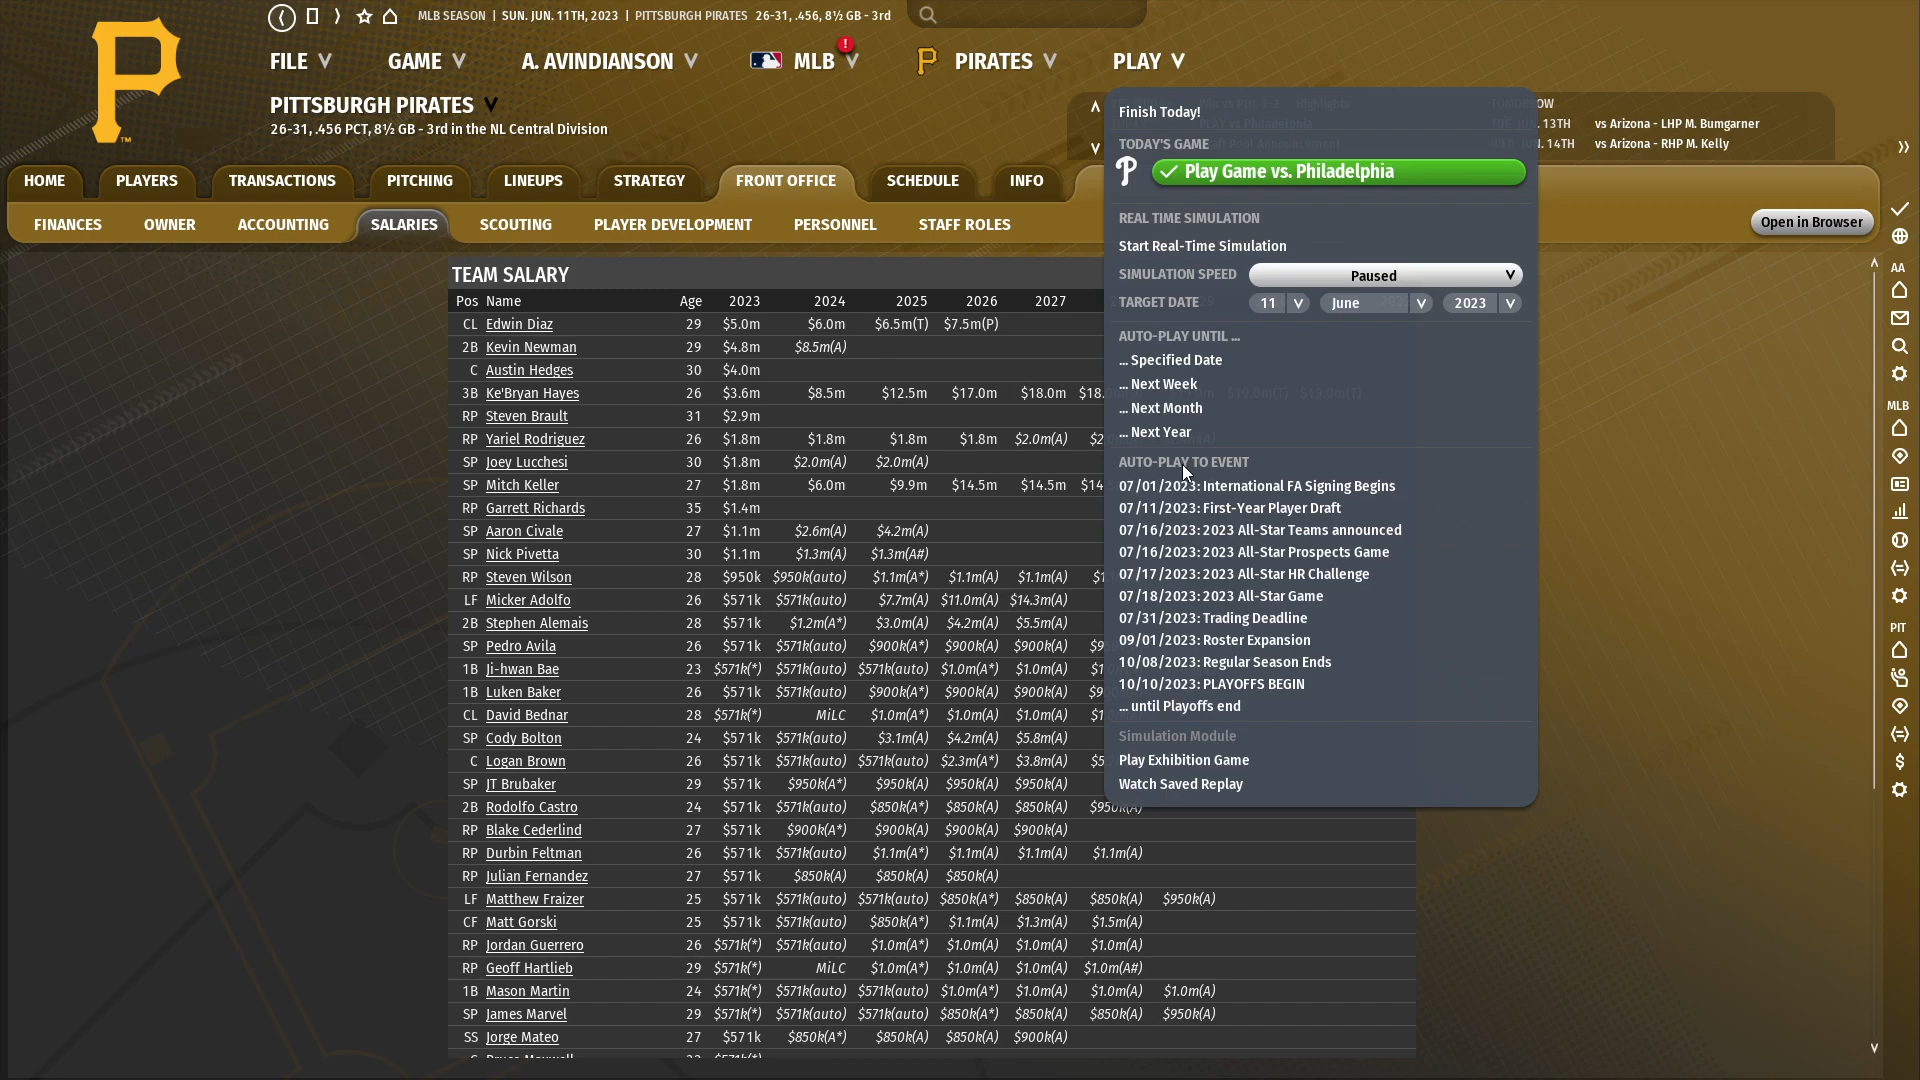 MLB SEASON | SUN. JUN. 11TH, 2023 | PITTSBURGH PIRATES 26-31, .456, 8½ GB - 3rd
FILE GAME A. AVINDIANSON MLB PIRATES PLAY
PITTSBURGH PIRATES
26-31, .456 PCT, 8½ GB - 3rd in the NL Central Division
vs Arizona - LHP M. Bumgarner
vs Arizona - RHP M. Kelly
HOME PLAYERS TRANSACTIONS PITCHING LINEUPS STRATEGY FRONT OFFICE SCHEDULE INFO
FINANCES OWNER ACCOUNTING SALARIES SCOUTING PLAYER DEVELOPMENT PERSONNEL STAFF ROLES
Open in Browser
TEAM SALARY
Pos Name Age 2023 2024 2025 2026 2027
CL Edwin Diaz 29 $5.0m $6.0m $6.5m(T) $7.5m(P)
2B Kevin Newman 29 $4.8m $8.5m(A)
C Austin Hedges 30 $4.0m
3B Ke'Bryan Hayes 26 $3.6m $8.5m $12.5m $17.0m $18.0m
RP Steven Brault 31 $2.9m
RP Yariel Rodriguez 26 $1.8m $1.8m $1.8m $1.8m $2.0m(A)
SP Joey Lucchesi 30 $1.8m $2.0m(A) $2.0m(A)
SP Mitch Keller 27 $1.8m $6.0m $9.9m $14.5m $14.5m
RP Garrett Richards 35 $1.4m
SP Aaron Civale 27 $1.1m $2.6m(A) $4.2m(A)
SP Nick Pivetta 30 $1.1m $1.3m(A) $1.3m(A#)
RP Steven Wilson 28 $950k $950k(auto) $1.1m(A*) $1.1m(A) $1.1m(A)
LF Micker Adolfo 26 $571k $571k(auto) $7.7m(A) $11.0m(A) $14.3m(A)
2B Stephen Alemais 28 $571k $1.2m(A*) $3.0m(A) $4.2m(A) $5.5m(A)
SP Pedro Avila 26 $571k $571k(auto) $900k(A*) $900k(A) $900k(A)
1B Ji-hwan Bae 23 $571k(*) $571k(auto) $571k(auto) $1.0m(A*) $1.0m(A)
1B Luken Baker 26 $571k $571k(auto) $900k(A*) $900k(A) $900k(A)
CL David Bednar 28 $571k(*) MiLC $1.0m(A*) $1.0m(A) $1.0m(A)
SP Cody Bolton 24 $571k $571k(auto) $3.1m(A) $4.2m(A) $5.8m(A)
C Logan Brown 26 $571k $571k(auto) $571k(auto) $2.3m(A*) $3.8m(A)
SP JT Brubaker 29 $571k $950k(A*) $950k(A) $950k(A) $950k(A)
2B Rodolfo Castro 24 $571k $571k(auto) $850k(A*) $850k(A) $850k(A) $950k(A)
RP Blake Cederlind 27 $571k $900k(A*) $900k(A) $900k(A) $900k(A)
RP Durbin Feltman 26 $571k $571k(auto) $1.1m(A*) $1.1m(A) $1.1m(A) $1.1m(A)
RP Julian Fernandez 27 $571k $850k(A) $850k(A) $850k(A)
LF Matthew Fraizer 25 $571k $571k(auto) $571k(auto) $850k(A*) $850k(A) $850k(A) $950k(A)
CF Matt Gorski 25 $571k $571k(auto) $850k(A*) $1.1m(A) $1.3m(A) $1.5m(A)
RP Jordan Guerrero 26 $571k(*) $571k(auto) $1.0m(A*) $1.0m(A) $1.0m(A) $1.0m(A)
RP Geoff Hartlieb 29 $571k(*) MiLC $1.0m(A*) $1.0m(A) $1.0m(A) $1.0m(A#)
1B Mason Martin 24 $571k(*) $571k(auto) $571k(auto) $1.0m(A*) $1.0m(A) $1.0m(A) $1.0m(A)
SP James Marvel 29 $571k(*) $571k(auto) $571k(auto) $850k(A*) $850k(A) $850k(A) $950k(A)
SS Jorge Mateo 27 $571k $850k(A*) $850k(A) $850k(A) $900k(A)
Finish Today!
TODAY'S GAME
Play Game vs. Philadelphia
REAL TIME SIMULATION
Start Real-Time Simulation
SIMULATION SPEED Paused
TARGET DATE 11 June 2023
AUTO-PLAY UNTIL ...
... Specified Date
... Next Week
... Next Month
... Next Year
AUTO-PLAY TO EVENT
07/01/2023: International FA Signing Begins
07/11/2023: First-Year Player Draft
07/16/2023: 2023 All-Star Teams announced
07/16/2023: 2023 All-Star Prospects Game
07/17/2023: 2023 All-Star HR Challenge
07/18/2023: 2023 All-Star Game
07/31/2023: Trading Deadline
09/01/2023: Roster Expansion
10/08/2023: Regular Season Ends
10/10/2023: PLAYOFFS BEGIN
... until Playoffs end
Simulation Module
Play Exhibition Game
Watch Saved Replay
AA
MLB
PIT